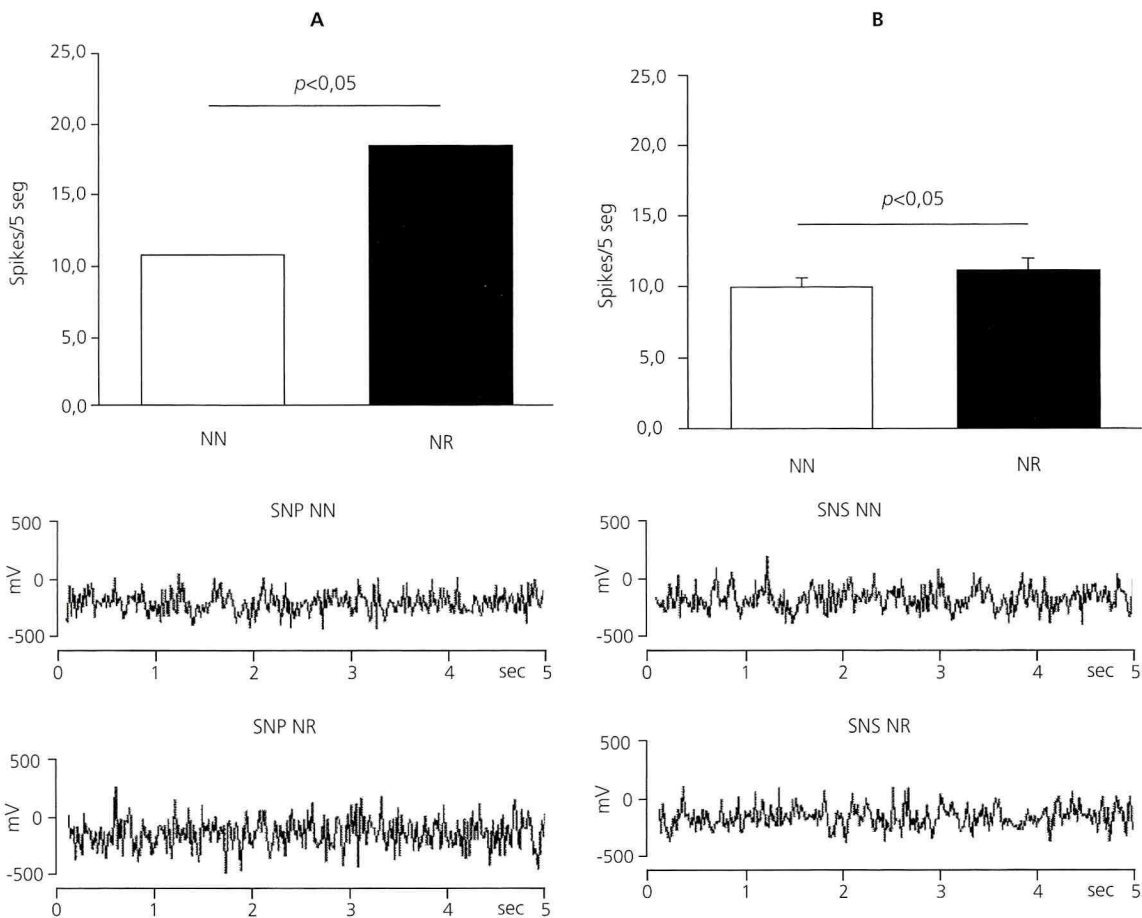 A
25,0
20,0
15,0
10,0
5,0
0,0
Spikes/5 seg
p<0,05
NN
NR
B
25,0
20,0
15,0
10,0
5,0
0,0
Spikes/5 seg
p<0,05
NN
NR
SNP NN
500
0
-500
mV
0 1 2 3 4 sec 5
SNS NN
500
0
-500
mV
0 1 2 3 4 sec 5
SNP NR
500
0
-500
mV
0 1 2 3 4 sec 5
SNS NR
500
0
-500
mV
0 1 2 3 4 sec 5